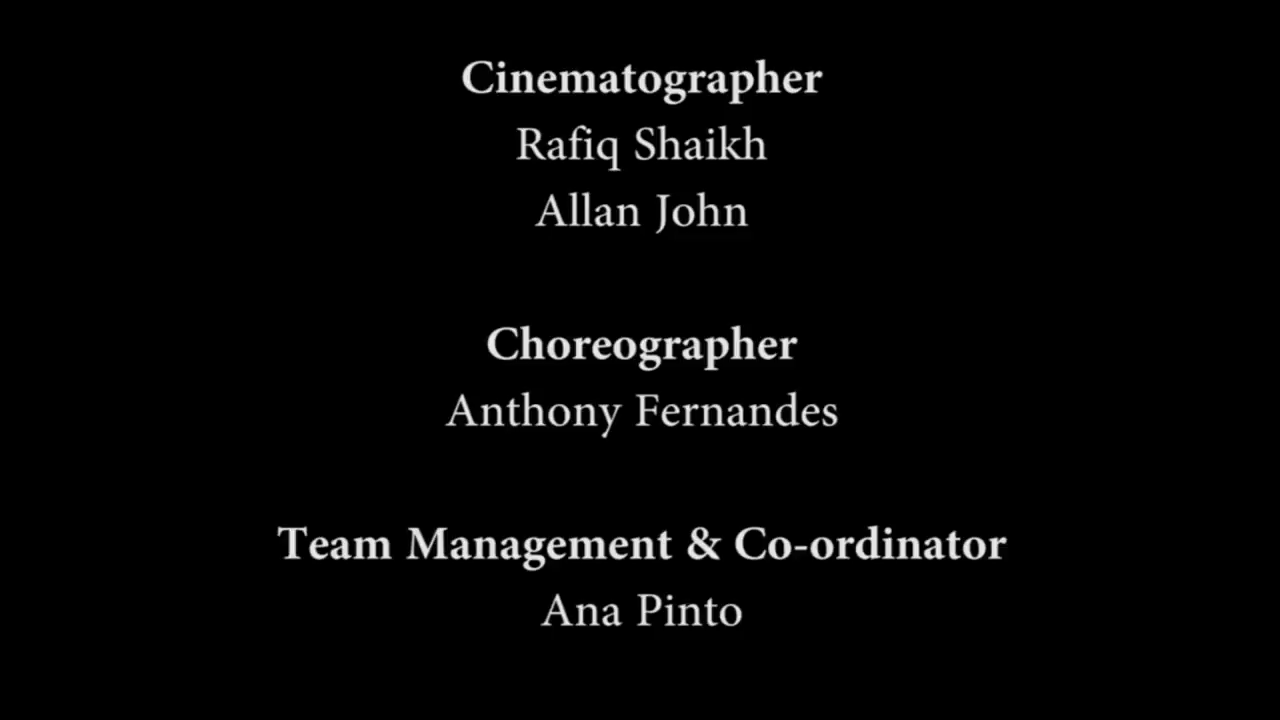 Cinematographer
Rafiq Shaikh
Allan John
Choreographer
Anthony Fernandes
Team Management & Co-ordinator
Ana Pinto